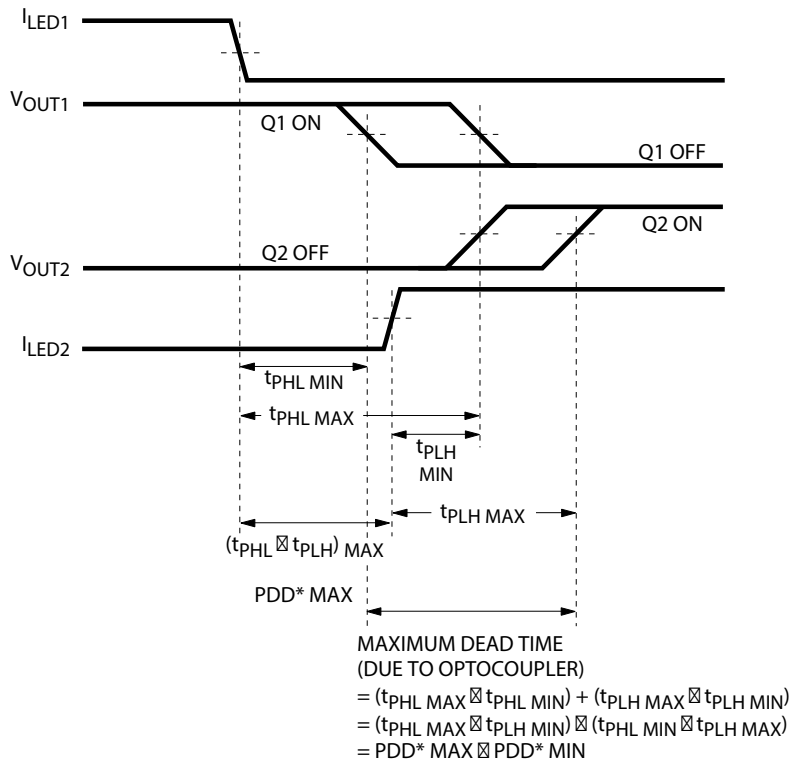 ILED1
VOUT1
Q1 ON
Q1 OFF
Q2 ON
Q2 OFF
VOUT2
ILED2
tPHL MIN
tPHL MAX
tPLH
MIN
tPLH MAX
(tPHL ☒ tPLH) MAX
PDD* MAX
MAXIMUM DEAD TIME
(DUE TO OPTOCOUPLER)
= (tPHL MAX ☒ tPHL MIN) + (tPLH MAX ☒ tPLH MIN)
= (tPHL MAX ☒ tPLH MIN) ☒ (tPHL MIN ☒ tPLH MAX)
= PDD* MAX ☒ PDD* MIN